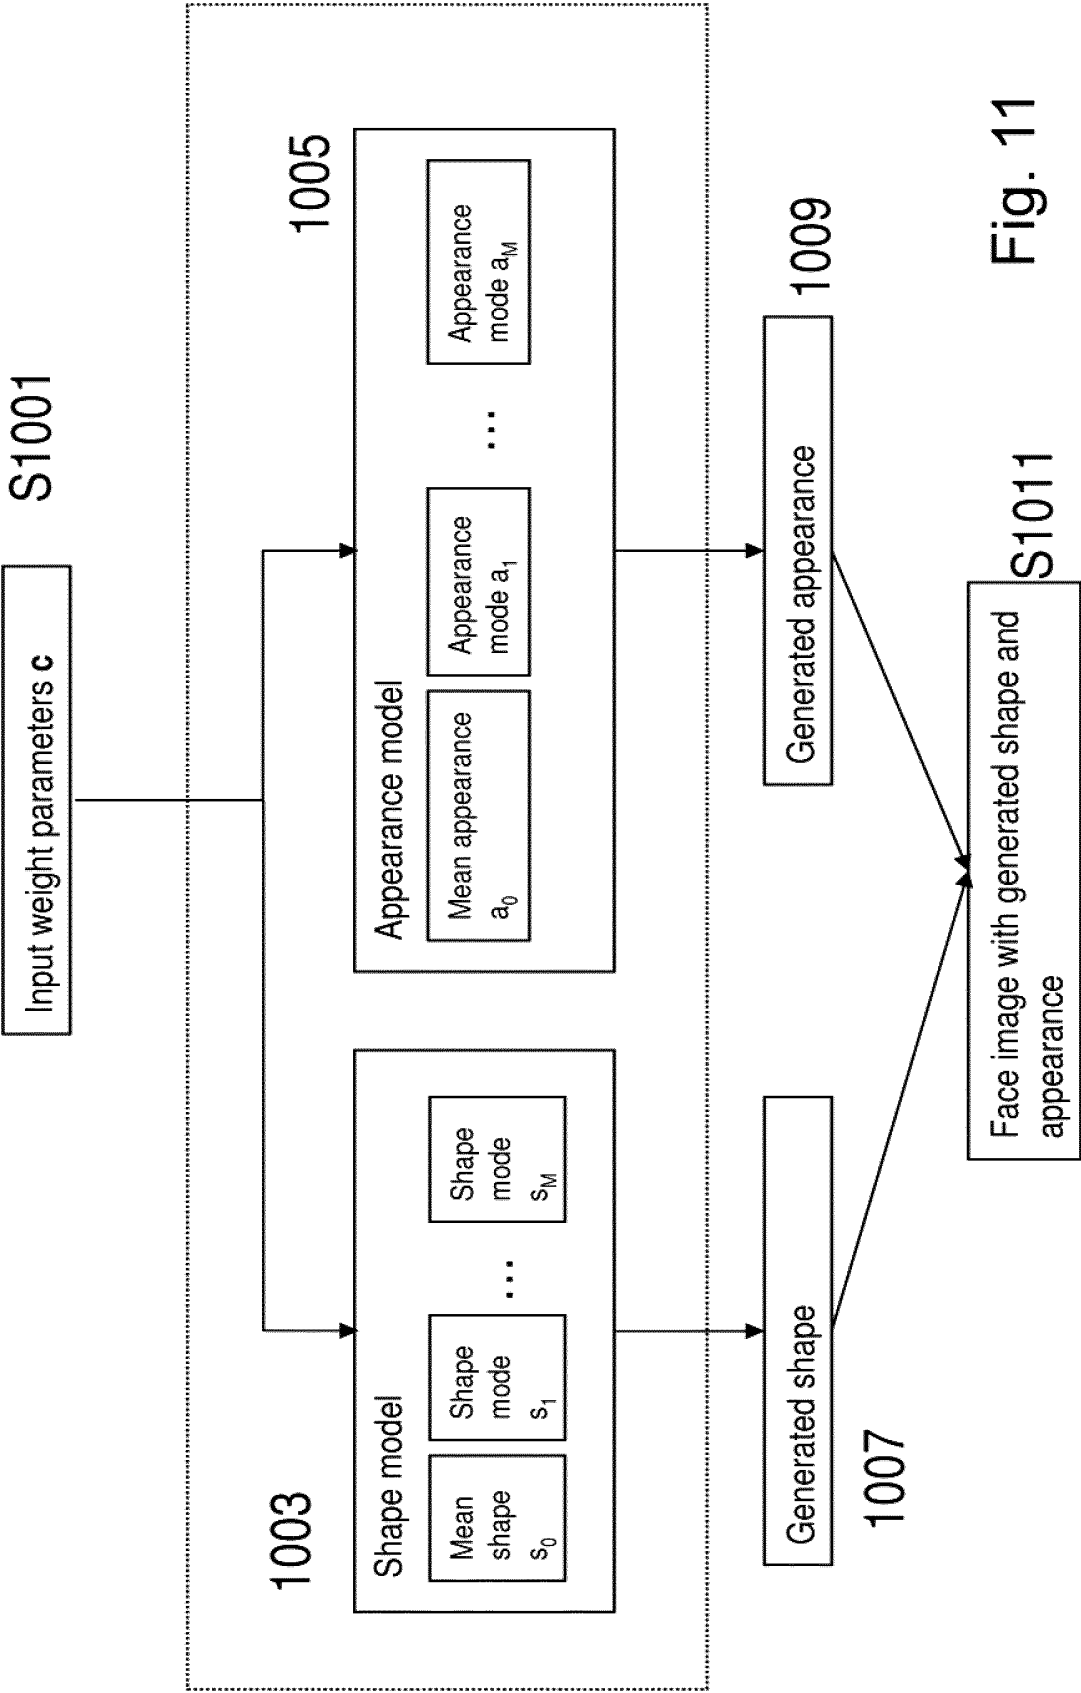 Input weight parameters c
S1001
1003
Shape model
Mean
shape
s0
Shape
mode
s1
...
Shape
mode
sM
1005
Appearance model
Mean appearance
a0
Appearance
mode a1
...
Appearance
mode aM
Generated shape
1007
Generated appearance
1009
Face image with generated shape and
appearance
S1011
Fig. 11